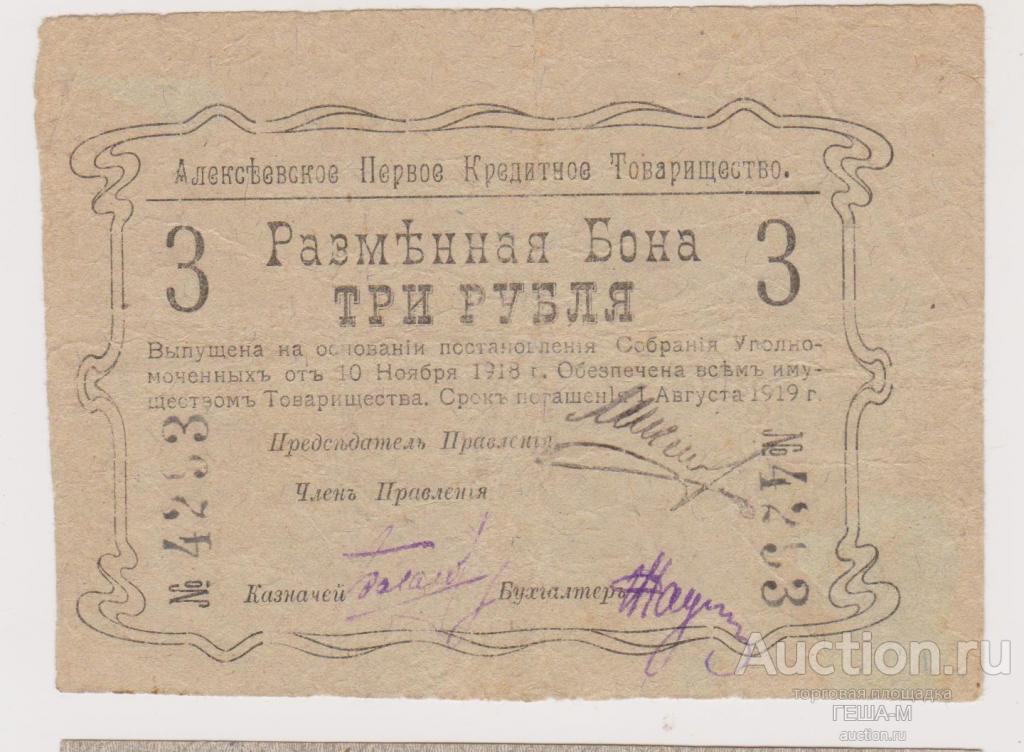 Алексѣевское Первое Кредитное Товарищество.
3 Размѣнная Бона 3
ТРИ РУБЛЯ
Выпущена на основаніи постановленія Собранія Уполно-
моченныхъ отъ 10 Ноября 1918 г. Обезпечена всѣмъ иму-
ществомъ Товарищества. Срокъ погашенія 1 Августа 1919 г.
Предсѣдатель Правленія
Членъ Правленія
Казначей Бухгалтеръ
№ 4293
№ 4293
Auction.ru
торговая площадка
ГЕША-М
auction.ru